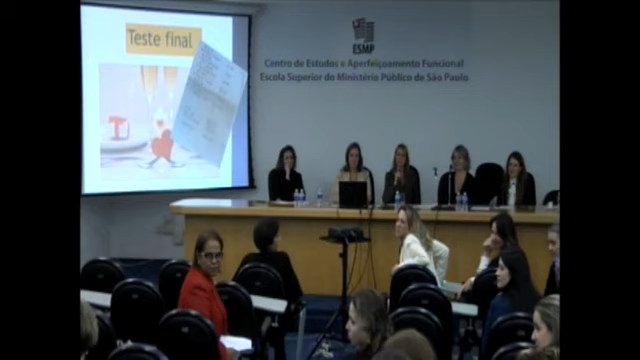 Teste final
ESMP
Centro de Estudos e Aperfeiçoamento Funcional
Escola Superior do Ministério Público de São Paulo